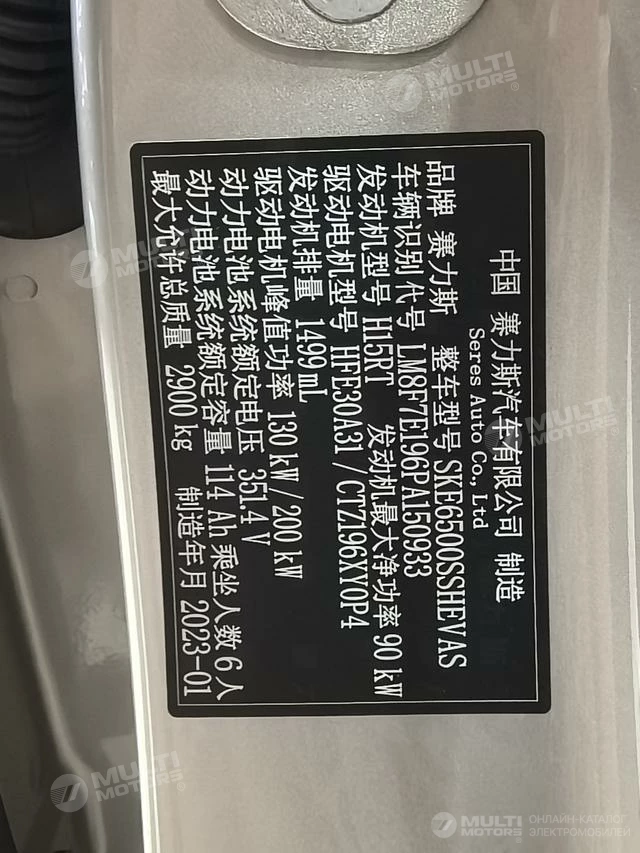 中国 赛力斯汽车有限公司 制造
Seres Auto Co., Ltd
品牌 赛力斯 整车型号 SKE6500SSHEVAS
车辆识别代号 LM8F7E196PA150933
发动机型号 H15RT 发动机最大净功率 90 kW
驱动电机型号 HFE30A31 / CTZ196XY0P4
发动机排量 1499 mL
驱动电机峰值功率 130 kW / 200 kW
动力电池系统额定电压 351.4 V
动力电池系统额定容量 114 Ah 乘坐人数 6 人
最大允许总质量 2900 kg 制造年月 2023-01
MULTI
MOTORS®
MULTI
MOTORS
MULTI
MOTORS
MULTI
MOTORS
MULTI
MOTORS®
ОНЛАЙН-КАТАЛОГ
ЭЛЕКТРОМОБИЛЕЙ